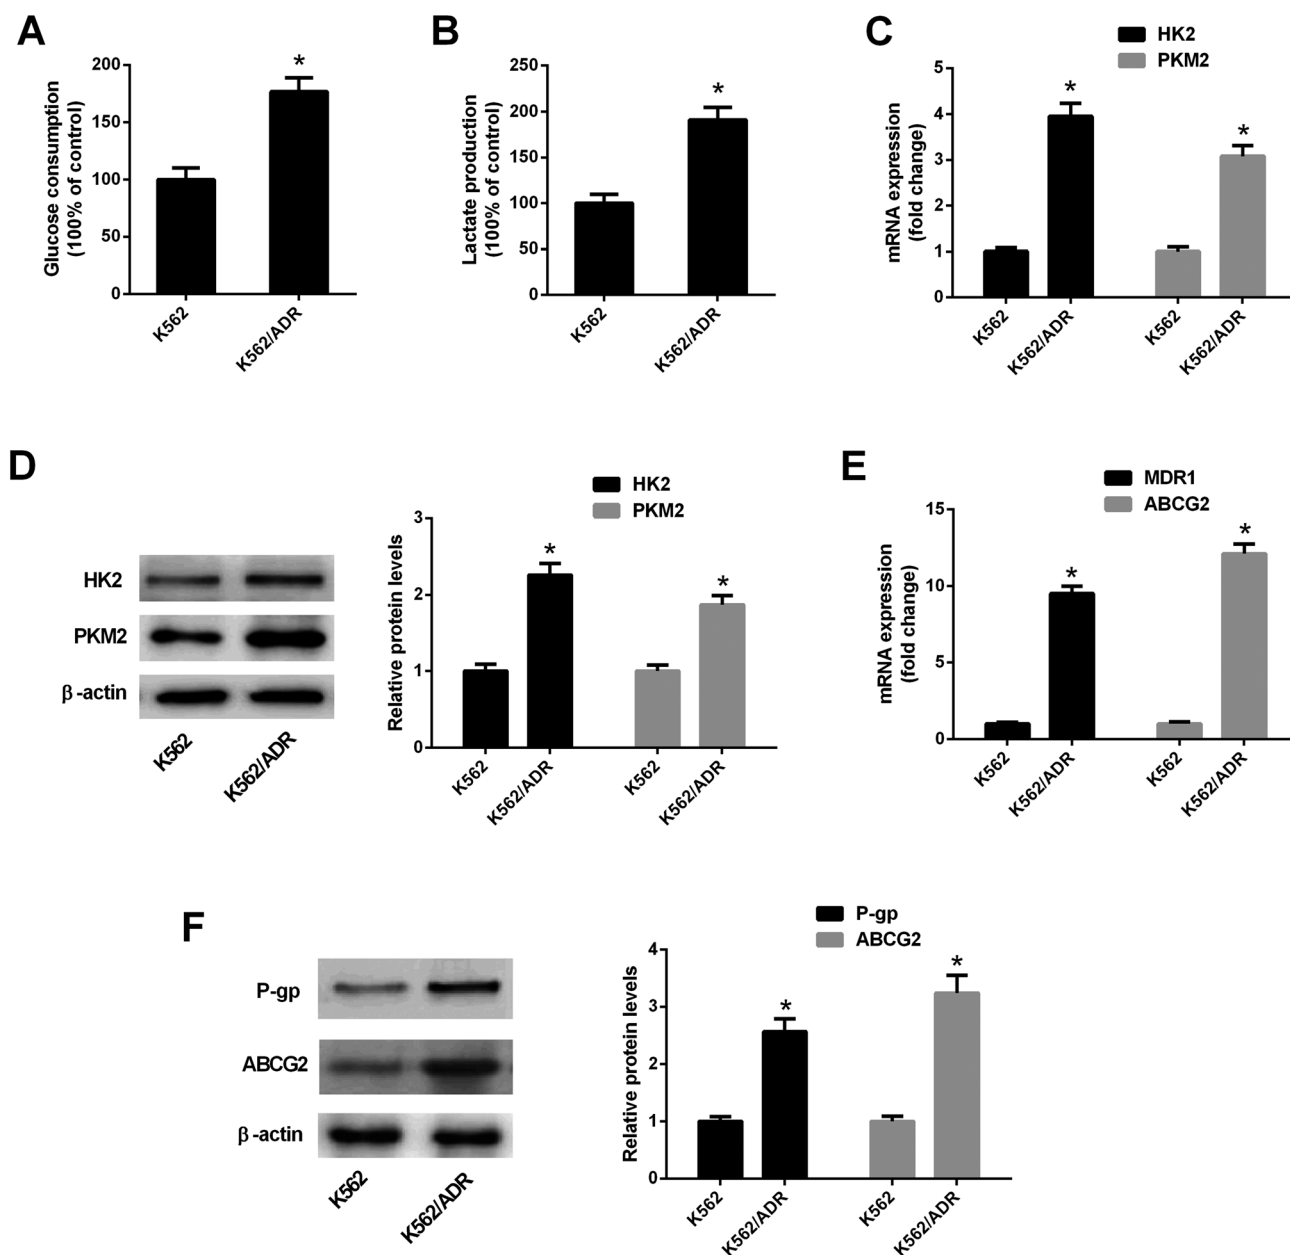 A
Glucose consumption
(100% of control)
200
150
100
50
0
*
K562
K562/ADR
B
Lactate production
(100% of control)
250
200
150
100
50
0
*
K562
K562/ADR
C
HK2
PKM2
mRNA expression
(fold change)
5
4
3
2
1
0
*
*
K562
K562/ADR
K562
K562/ADR
D
HK2
PKM2
β-actin
K562
K562/ADR
HK2
PKM2
Relative protein levels
3
2
1
0
*
*
K562
K562/ADR
K562
K562/ADR
E
MDR1
ABCG2
mRNA expression
(fold change)
15
10
5
0
*
*
K562
K562/ADR
K562
K562/ADR
F
P-gp
ABCG2
β-actin
K562
K562/ADR
P-gp
ABCG2
Relative protein levels
4
3
2
1
0
*
*
K562
K562/ADR
K562
K562/ADR